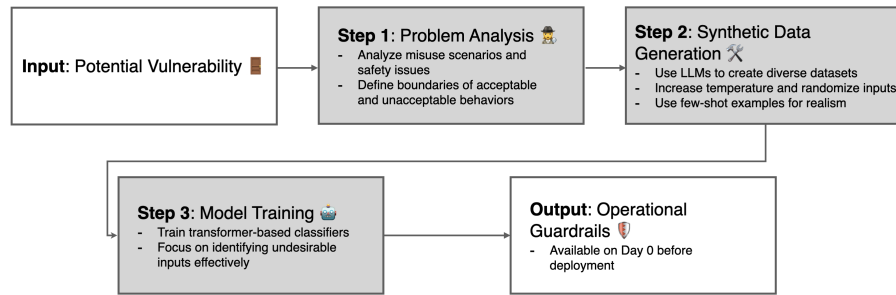 Input: Potential Vulnerability 🚪
Step 1: Problem Analysis 🕵️
- Analyze misuse scenarios and
safety issues
- Define boundaries of acceptable
and unacceptable behaviors
Step 2: Synthetic Data
Generation 🛠️
- Use LLMs to create diverse datasets
- Increase temperature and randomize inputs
- Use few-shot examples for realism
Step 3: Model Training 🤖
- Train transformer-based classifiers
- Focus on identifying undesirable
inputs effectively
Output: Operational
Guardrails 🛡️
- Available on Day 0 before
deployment